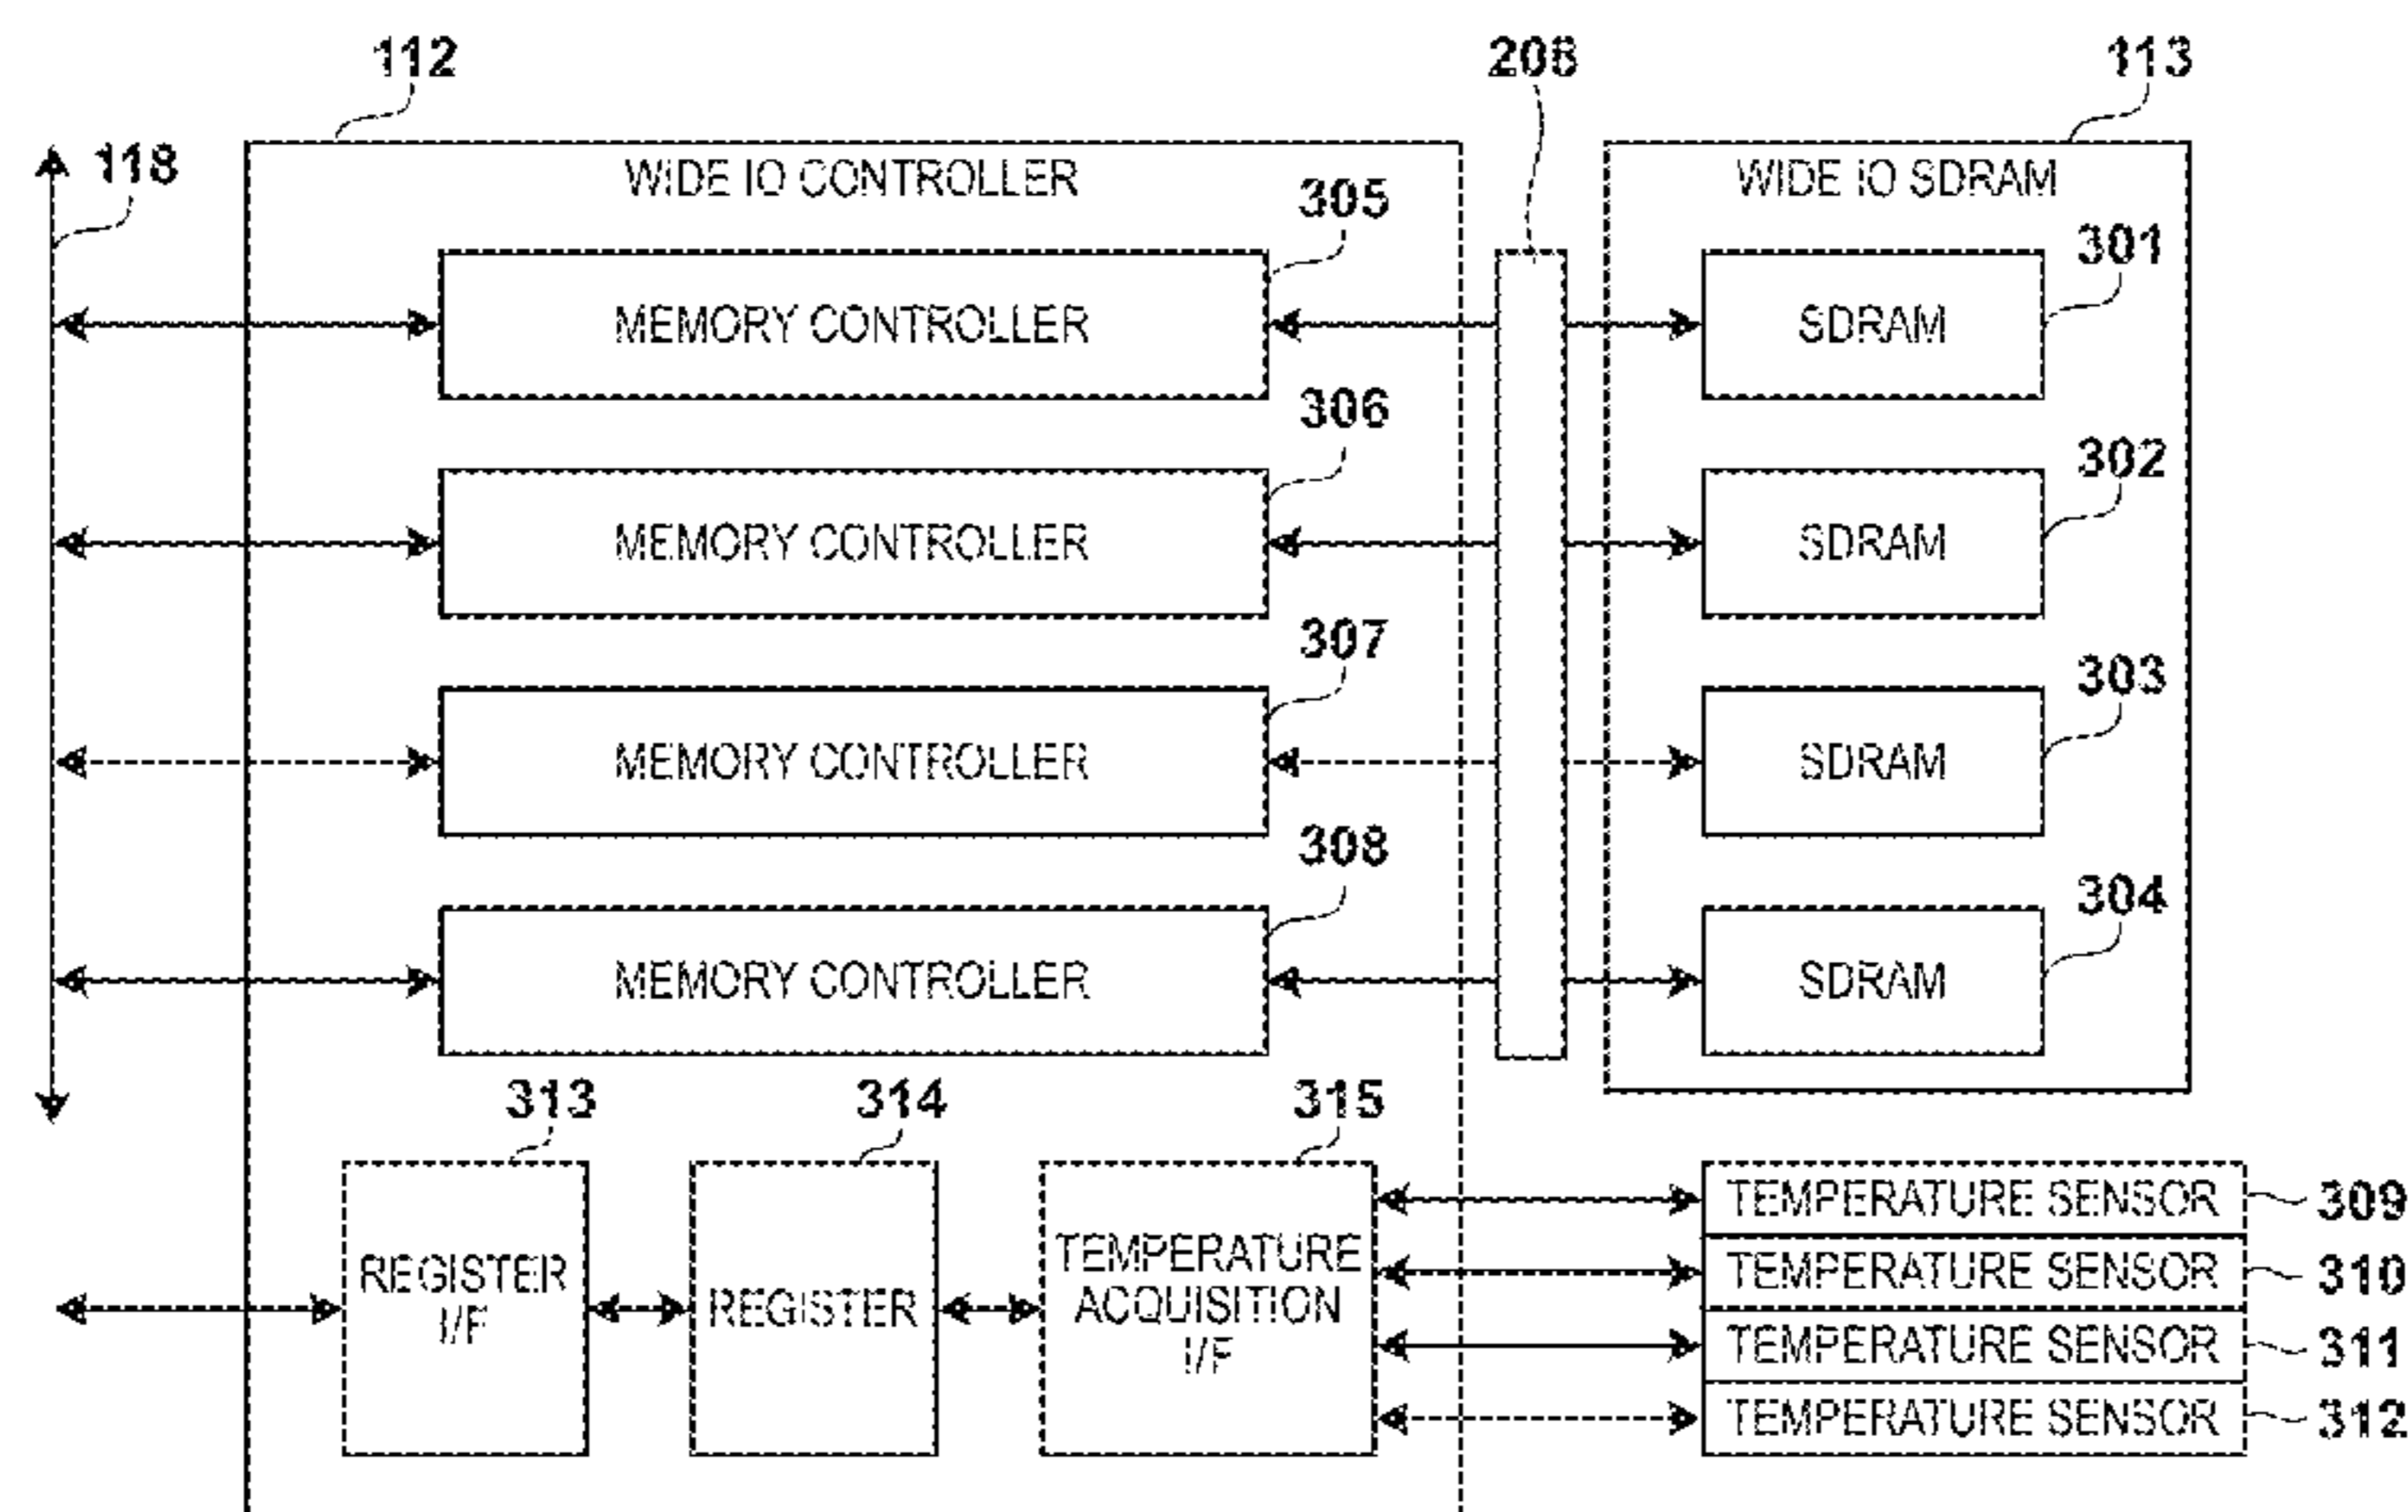 112
208
113
118
WIDE IO CONTROLLER
WIDE IO SDRAM
305
301
MEMORY CONTROLLER
SDRAM
306
302
MEMORY CONTROLLER
SDRAM
307
303
MEMORY CONTROLLER
SDRAM
308
304
MEMORY CONTROLLER
SDRAM
313
314
315
REGISTER
I/F
REGISTER
TEMPERATURE
ACQUISITION
I/F
TEMPERATURE SENSOR
309
TEMPERATURE SENSOR
310
TEMPERATURE SENSOR
311
TEMPERATURE SENSOR
312